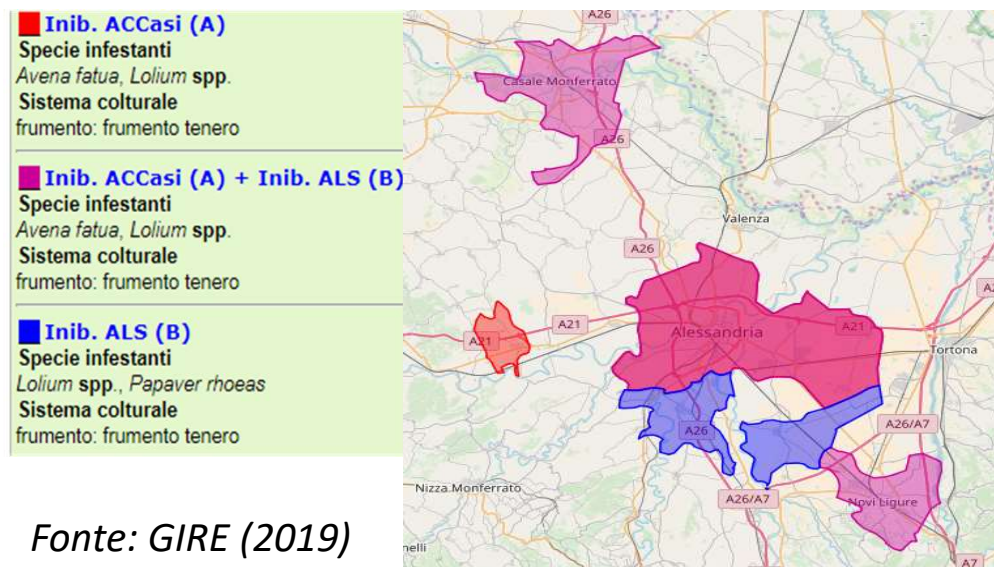 Inib. ACCasi (A)
Specie infestanti
Avena fatua, Lolium spp.
Sistema colturale
frumento: frumento tenero
Inib. ACCasi (A) + Inib. ALS (B)
Specie infestanti
Avena fatua, Lolium spp.
Sistema colturale
frumento: frumento tenero
Inib. ALS (B)
Specie infestanti
Lolium spp., Papaver rhoeas
Sistema colturale
frumento: frumento tenero
Fonte: GIRE (2019)
A26
Casale Monferrato
A26
Valenza
A26
A2
A21
A21
Alessandria
A21
Tortona
A26
A26/A7
Nizza Monferrato
A26/A7
Novi Ligure
nelli
A7